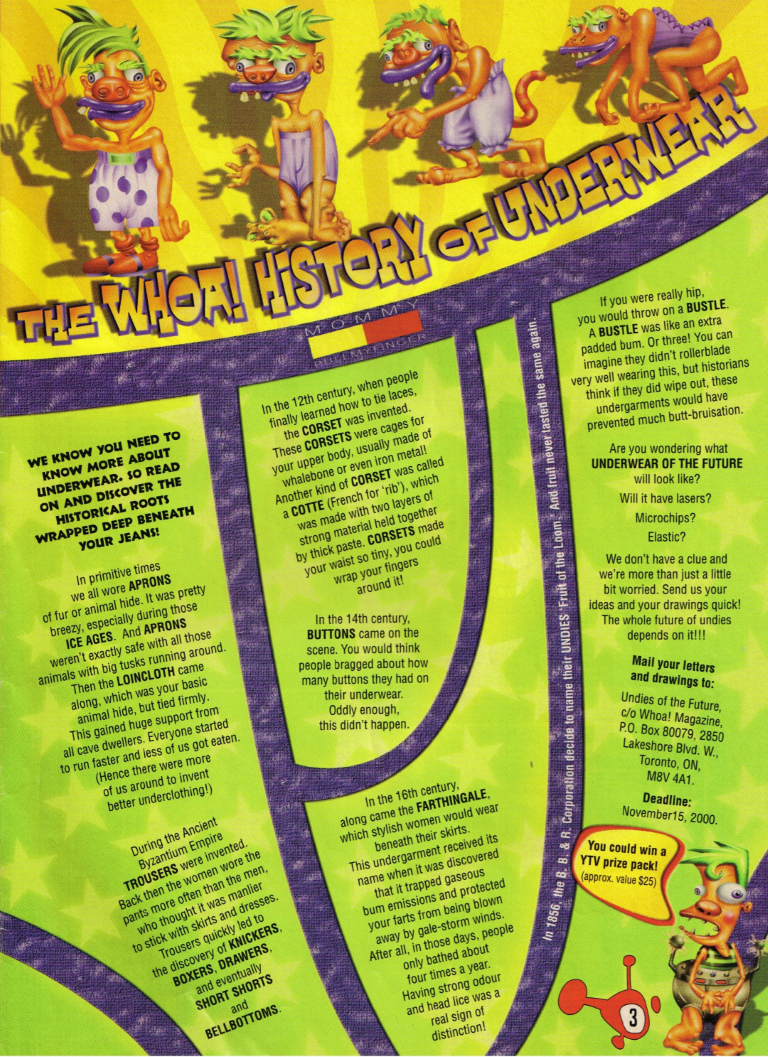 THE WHOA! HISTORY OF UNDERWEAR
MOMMY
PULLMYFINGER
WE KNOW YOU NEED TO
KNOW MORE ABOUT
UNDERWEAR. SO READ
ON AND DISCOVER THE
HISTORICAL ROOTS
WRAPPED DEEP BENEATH
YOUR JEANS!
In primitive times
we all wore APRONS
of fur or animal hide. It was pretty
breezy, especially during those
ICE AGES. And APRONS
weren't exactly safe with all those
animals with big tusks running around.
Then the LOINCLOTH came
along, which was your basic
animal hide, but tied firmly.
This gained huge support from
all cave dwellers. Everyone started
to run faster and less of us got eaten.
(Hence there were more
of us around to invent
better underclothing!)
During the Ancient
Byzantium Empire
TROUSERS were invented.
Back then the women wore the
pants more often than the men,
who thought it was manlier
to stick with skirts and dresses.
Trousers quickly led to
the discovery of KNICKERS,
BOXERS, DRAWERS,
and eventually
SHORT SHORTS
and
BELLBOTTOMS.
In the 12th century, when people
finally learned how to tie laces,
the CORSET was invented.
These CORSETS were cages for
your upper body, usually made of
whalebone or even iron metal!
Another kind of CORSET was called
a COTTE (French for 'rib'), which
was made with two layers of
strong material held together
by thick paste. CORSETS made
your waist so tiny, you could
wrap your fingers
around it!
In the 14th century,
BUTTONS came on the
scene. You would think
people bragged about how
many buttons they had on
their underwear.
Oddly enough,
this didn't happen.
In the 16th century,
along came the FARTHINGALE,
which stylish women would wear
beneath their skirts.
This undergarment received its
name when it was discovered
that it trapped gaseous
bum emissions and protected
your farts from being blown
away by gale-storm winds.
After all, in those days, people
only bathed about
four times a year.
Having strong odour
and head lice was a
real sign of
distinction!
In 1856, the B. B. & R. Corporation decide to name their UNDIES "Fruit of the Loom." And fruit never tasted the same again.
If you were really hip,
you would throw on a BUSTLE.
A BUSTLE was like an extra
padded bum. Or three! You can
imagine they didn't rollerblade
very well wearing this, but historians
think if they did wipe out, these
undergarments would have
prevented much butt-bruisation.
Are you wondering what
UNDERWEAR OF THE FUTURE
will look like?
Will it have lasers?
Microchips?
Elastic?
We don't have a clue and
we're more than just a little
bit worried. Send us your
ideas and your drawings quick!
The whole future of undies
depends on it!!!
Mail your letters
and drawings to:
Undies of the Future,
c/o Whoa! Magazine,
P.O. Box 80079, 2850
Lakeshore Blvd. W.,
Toronto, ON,
M8V 4A1.
Deadline:
November15, 2000.
You could win a
YTV prize pack!
(approx. value $25)
3